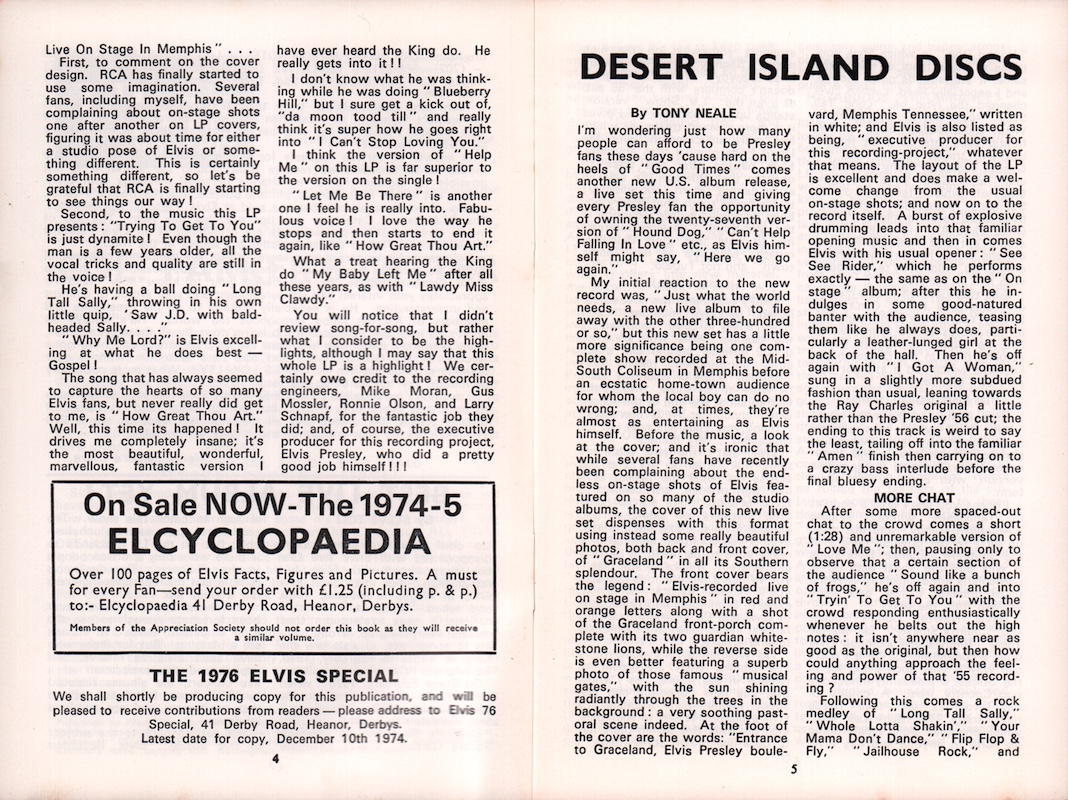 Live On Stage In Memphis" . . .
First, to comment on the cover
design. RCA has finally started to
use some imagination. Several
fans, including myself, have been
complaining about on-stage shots
one after another on LP covers,
figuring it was about time for either
a studio pose of Elvis or some-
thing different. This is certainly
something different, so let's be
grateful that RCA is finally starting
to see things our way!
Second, to the music this LP
presents: "Trying To Get To You"
is just dynamite! Even though the
man is a few years older, all the
vocal tricks and quality are still in
the voice!
He's having a ball doing "Long
Tall Sally," throwing in his own
little quip, 'Saw J.D. with bald-
headed Sally. . . ."
"Why Me Lord?" is Elvis excell-
ing at what he does best —
Gospel!
The song that has always seemed
to capture the hearts of so many
Elvis fans, but never really did get
to me, is "How Great Thou Art."
Well, this time its happened! It
drives me completely insane; it's
the most beautiful, wonderful,
marvellous, fantastic version I
have ever heard the King do. He
really gets into it!!
I don't know what he was think-
ing while he was doing "Blueberry
Hill," but I sure get a kick out of,
"da moon tood till" and really
think it's super how he goes right
into "I Can't Stop Loving You."
I think the version of "Help
Me" on this LP is far superior to
the version on the single!
"Let Me Be There" is another
one I feel he is really into. Fabu-
lous voice! I love the way he
stops and then starts to end it
again, like "How Great Thou Art."
What a treat hearing the King
do "My Baby Left Me" after all
these years, as with "Lawdy Miss
Clawdy."
You will notice that I didn't
review song-for-song, but rather
what I consider to be the high-
lights, although I may say that this
whole LP is a highlight! We cer-
tainly owe credit to the recording
engineers, Mike Moran, Gus
Mossler, Ronnie Olson, and Larry
Schnapf, for the fantastic job they
did; and, of course, the executive
producer for this recording project,
Elvis Presley, who did a pretty
good job himself!!!
On Sale NOW-The 1974-5
ELCYCLOPAEDIA
Over 100 pages of Elvis Facts, Figures and Pictures. A must
for every Fan—send your order with £1.25 (including p. & p.)
to:- Elcyclopaedia 41 Derby Road, Heanor, Derbys.
Members of the Appreciation Society should not order this book as they will receive
a similar volume.
THE 1976 ELVIS SPECIAL
We shall shortly be producing copy for this publication, and will be
pleased to receive contributions from readers — please address to Elvis 76
Special, 41 Derby Road, Heanor, Derbys.
Latest date for copy, December 10th 1974.
4
DESERT ISLAND DISCS
By TONY NEALE
I'm wondering just how many
people can afford to be Presley
fans these days 'cause hard on the
heels of "Good Times" comes
another new U.S. album release,
a live set this time and giving
every Presley fan the opportunity
of owning the twenty-seventh ver-
sion of "Hound Dog," "Can't Help
Falling In Love" etc., as Elvis him-
self might say, "Here we go
again."
My initial reaction to the new
record was, "Just what the world
needs, a new live album to file
away with the other three-hundred
or so," but this new set has a little
more significance being one com-
plete show recorded at the Mid-
South Coliseum in Memphis before
an ecstatic home-town audience
for whom the local boy can do no
wrong; and, at times, they're
almost as entertaining as Elvis
himself. Before the music, a look
at the cover; and it's ironic that
while several fans have recently
been complaining about the end-
less on-stage shots of Elvis fea-
tured on so many of the studio
albums, the cover of this new live
set dispenses with this format
using instead some really beautiful
photos, both back and front cover,
of "Graceland" in all its Southern
splendour. The front cover bears
the legend: "Elvis-recorded live
on stage in Memphis" in red and
orange letters along with a shot
of the Graceland front-porch com-
plete with its two guardian white-
stone lions, while the reverse side
is even better featuring a superb
photo of those famous "musical
gates," with the sun shining
radiantly through the trees in the
background: a very soothing past-
oral scene indeed. At the foot of
the cover are the words: "Entrance
to Graceland, Elvis Presley boule-
vard, Memphis Tennessee," written
in white; and Elvis is also listed as
being, "executive producer for
this recording-project," whatever
that means. The layout of the LP
is excellent and does make a wel-
come change from the usual
on-stage shots; and now on to the
record itself. A burst of explosive
drumming leads into that familiar
opening music and then in comes
Elvis with his usual opener: "See
See Rider," which he performs
exactly — the same as on the "On
stage" album; after this he in-
dulges in some good-natured
banter with the audience, teasing
them like he always does, parti-
cularly a leather-lunged girl at the
back of the hall. Then he's off
again with "I Got A Woman,"
sung in a slightly more subdued
fashion than usual, leaning towards
the Ray Charles original a little
rather than the Presley '56 cut; the
ending to this track is weird to say
the least, tailing off into the familiar
"Amen" finish then carrying on to
a crazy bass interlude before the
final bluesy ending.
MORE CHAT
After some more spaced-out
chat to the crowd comes a short
(1:28) and unremarkable version of
"Love Me"; then, pausing only to
observe that a certain section of
the audience "Sound like a bunch
of frogs," he's off again and into
"Tryin' To Get To You" with the
crowd responding enthusiastically
whenever he belts out the high
notes: it isn't anywhere near as
good as the original, but then how
could anything approach the feel-
ing and power of that '55 record-
ing?
Following this comes a rock
medley of "Long Tall Sally,"
"Whole Lotta Shakin'," "Your
Mama Don't Dance," "Flip Flop &
Fly," "Jailhouse Rock," and
5